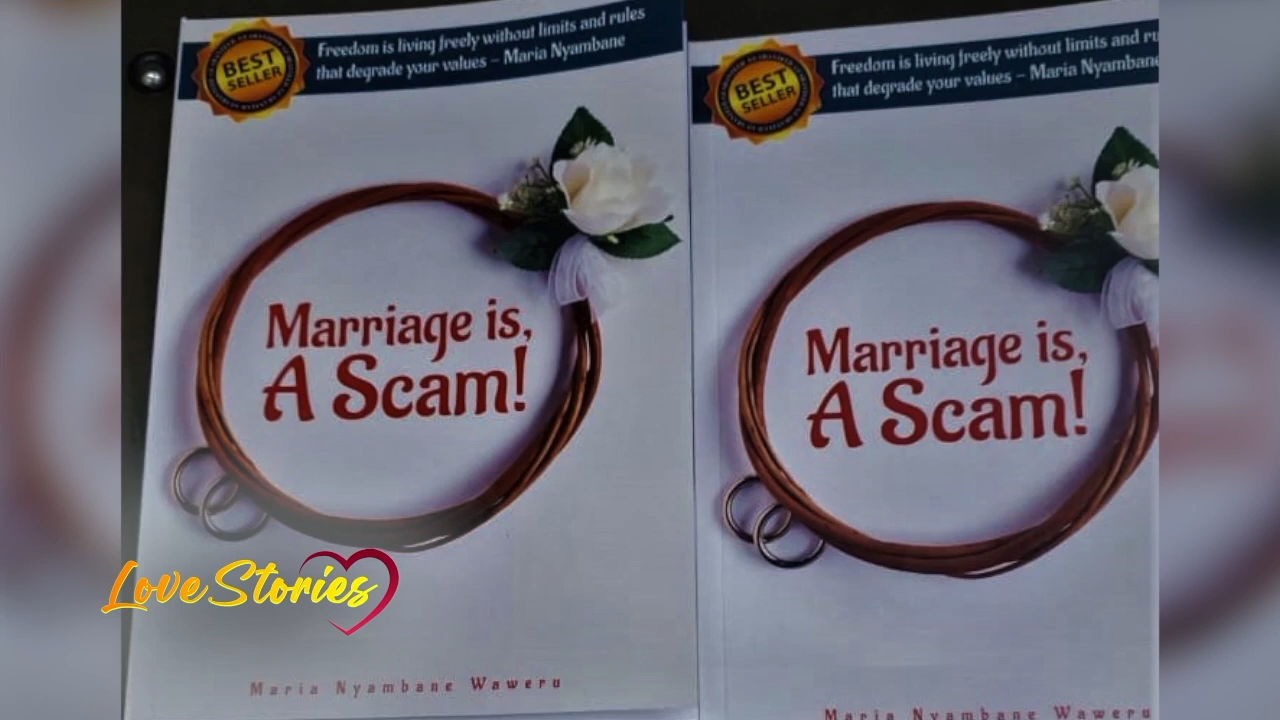 BEST
SELLER
Freedom is living freely without limits and rules
that degrade your values – Maria Nyambane
Marriage is,
A Scam!
Maria Nyambane Waweru
BEST
SELLER
Freedom is living freely without limits and
that degrade your values – Maria Nyambane
Marriage is,
A Scam!
Maria Nyambane Waweru
Love Stories